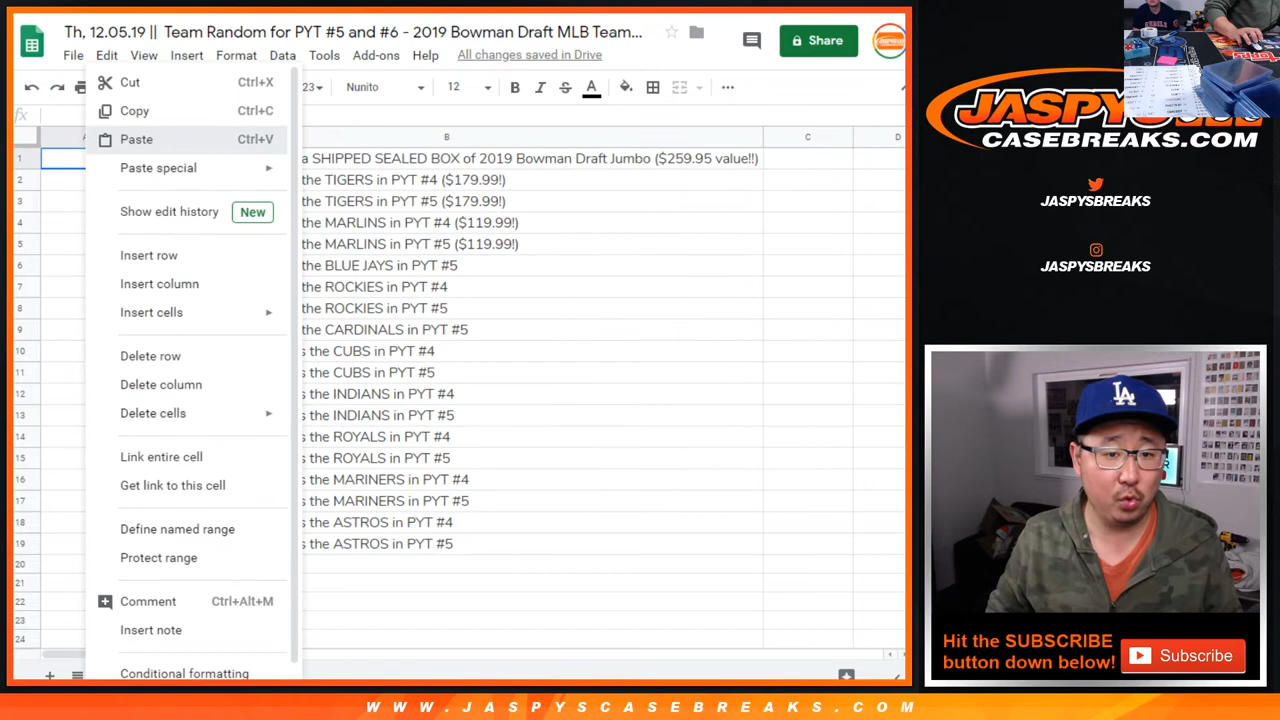 Th, 12.05.19 || Team Random for PYT #5 and #6 - 2019 Bowman Draft MLB Team...
File Edit View Insert Format Data Tools Add-ons Help All changes saved in Drive
Share
23 Nunito 12 B I S A
Cut Ctrl+X
Copy Ctrl+C
Paste Ctrl+V
Paste special
Show edit history New
Insert row
Insert column
Insert cells
Delete row
Delete column
Delete cells
Link entire cell
Get link to this cell
Define named range
Protect range
Comment Ctrl+Alt+M
Insert note
Conditional formatting
B C D
1 a SHIPPED SEALED BOX of 2019 Bowman Draft Jumbo ($259.95 value!!)
2 the TIGERS in PYT #4 ($179.99!)
3 the TIGERS in PYT #5 ($179.99!)
4 the MARLINS in PYT #4 ($119.99!)
5 the MARLINS in PYT #5 ($119.99!)
6 the BLUE JAYS in PYT #5
7 the ROCKIES in PYT #4
8 the ROCKIES in PYT #5
9 the CARDINALS in PYT #5
10 s the CUBS in PYT #4
11 s the CUBS in PYT #5
12 s the INDIANS in PYT #4
13 s the INDIANS in PYT #5
14 s the ROYALS in PYT #4
15 s the ROYALS in PYT #5
16 s the MARINERS in PYT #4
17 s the MARINERS in PYT #5
18 s the ASTROS in PYT #4
19 s the ASTROS in PYT #5
20
21
22
23
24
topps
CASEBREAKS.COM
JASPYSBREAKS
JASPYSBREAKS
LA
Hit the SUBSCRIBE
button down below!
Subscribe
WWW.JASPYSCASEBREAKS.COM